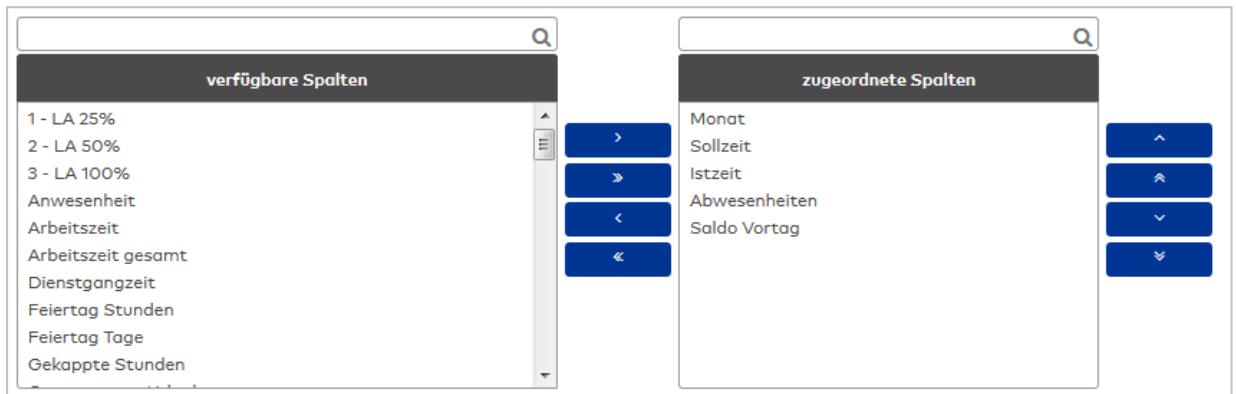 verfügbare Spalten
1 - LA 25%
2 - LA 50%
3 - LA 100%
Anwesenheit
Arbeitszeit
Arbeitszeit gesamt
Dienstgangzeit
Feiertag Stunden
Feiertag Tage
Gekappte Stunden
>
»
<
«
zugeordnete Spalten
Monat
Sollzeit
Istzeit
Abwesenheiten
Saldo Vortag